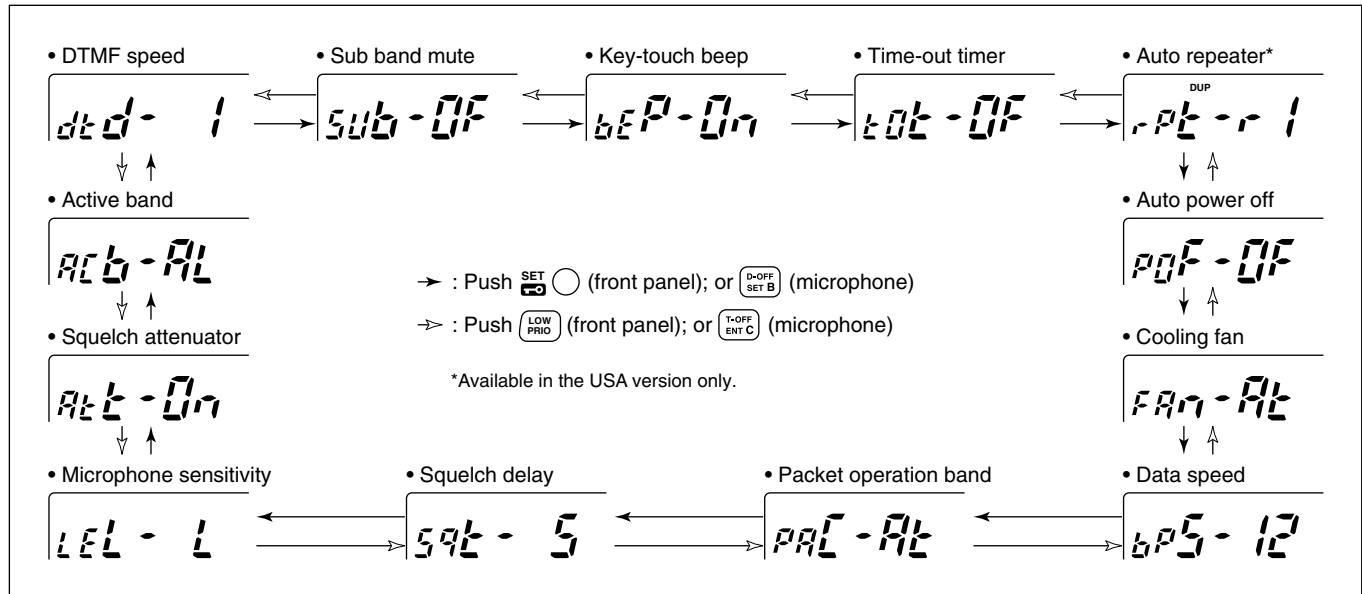 • DTMF speed
• Sub band mute
• Key-touch beep
• Time-out timer
• Auto repeater*
dtd- 1
SUb-OF
bEP-On
tOt-OF
DUP
rPt-r1
• Active band
• Auto power off
ACb-AL
POF-OF
→ : Push SET (front panel); or D-OFF SET B (microphone)
→ : Push LOW PRIO (front panel); or T-OFF ENT C (microphone)
• Squelch attenuator
• Cooling fan
Att-On
*Available in the USA version only.
FAn-At
• Microphone sensitivity
• Squelch delay
• Packet operation band
• Data speed
LEL- L
Sqt- S
PAC-At
bPS-12